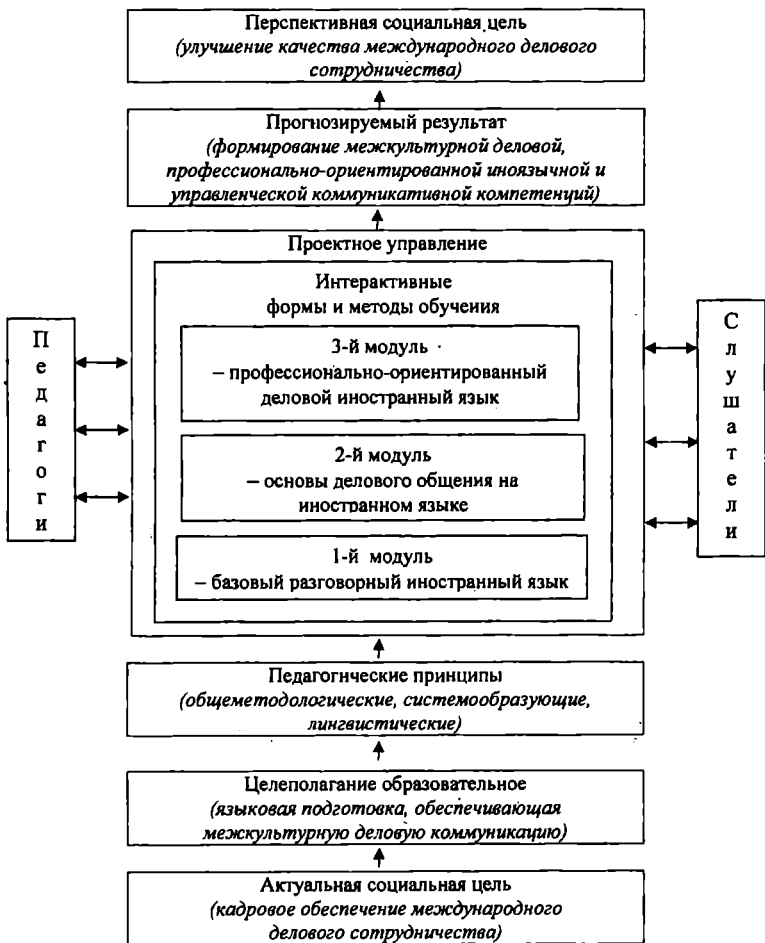 Перспективная социальная цель
(улучшение качества международного делового
сотрудничества)
Прогнозируемый результат
(формирование межкультурной деловой,
профессионально-ориентированной иноязычной и
управленческой коммуникативной компетенций)
Проектное управление
Интерактивные
формы и методы обучения
Педагоги
3-й модуль
– профессионально-ориентированный
деловой иностранный язык
2-й модуль
– основы делового общения на
иностранном языке
1-й модуль
– базовый разговорный иностранный язык
Слушатели
Педагогические принципы
(общеметодологические, системообразующие,
лингвистические)
Целеполагание образовательное
(языковая подготовка, обеспечивающая
межкультурную деловую коммуникацию)
Актуальная социальная цель
(кадровое обеспечение международного
делового сотрудничества)